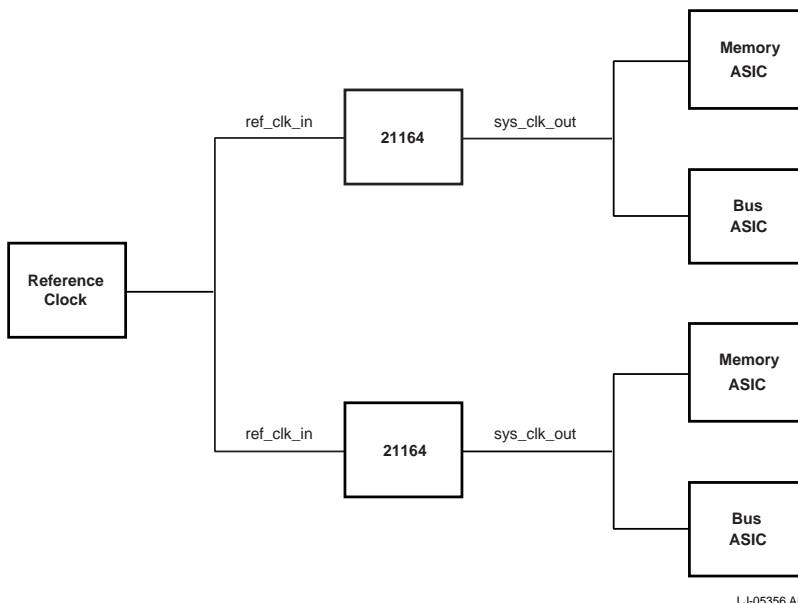 Memory
ASIC
ref_clk_in
21164
sys_clk_out
Bus
ASIC
Reference
Clock
Memory
ASIC
ref_clk_in
21164
sys_clk_out
Bus
ASIC